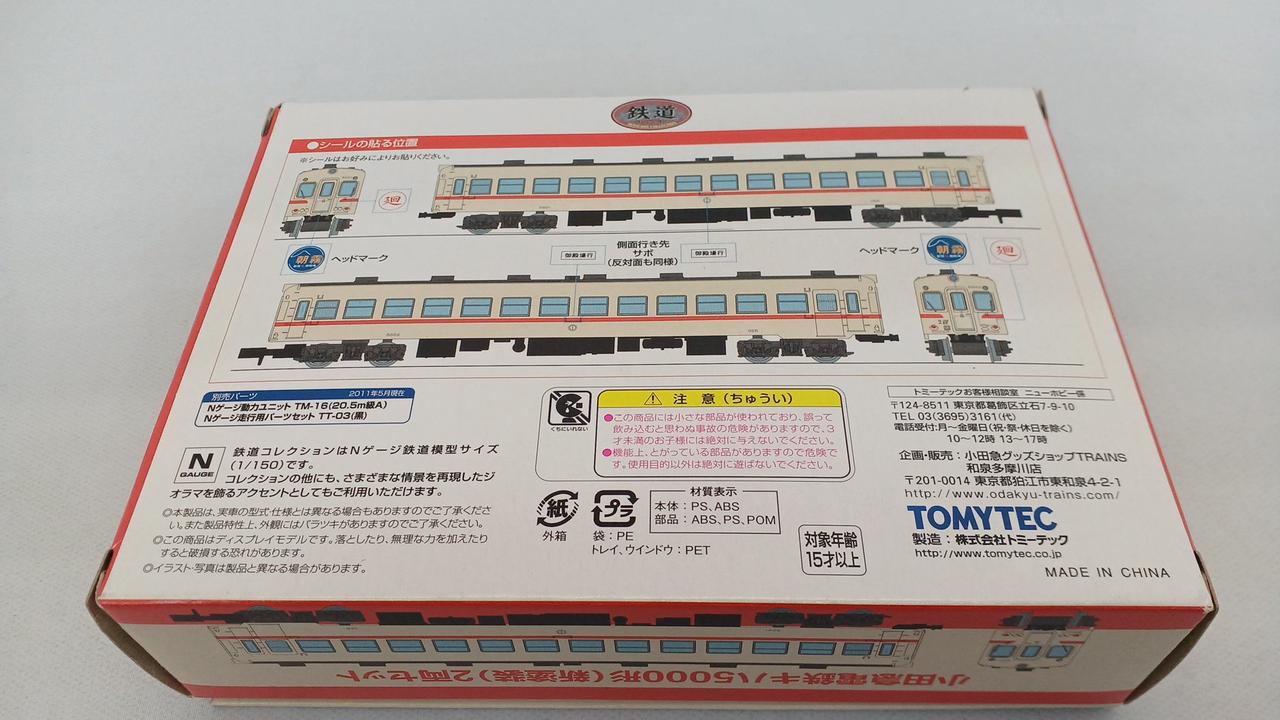 鉄道
●シールの貼る位置
※シールはお好みによりお貼りください。
廻
朝霧
ヘッドマーク
御殿場行
側面行き先
サボ
(反対面も同様)
御殿場行
ヘッドマーク
朝霧
廻
別売パーツ 2011年5月現在
Nゲージ動力ユニット TM-16(20.5m級A)
Nゲージ走行用パーツセット TT-03(黒)
N
GAUGE
鉄道コレクションはNゲージ鉄道模型サイズ
(1/150)です。
コレクションの他にも、さまざまな情景を再現したジ
オラマを飾るアクセントとしてもご利用いただけます。
◎本製品は、実車の型式・仕様とは異なる場合もありますのでご了承くださ
い。また製品特性上、外観にはバラツキがありますのでご了承ください。
◎この商品はディスプレイモデルです。落としたり、無理な力を加えたり
すると破損する恐れがあります。
◎イラスト・写真は製品と異なる場合があります。
くちにいれない
注意(ちゅうい)
●この商品には小さな部品が使われており、誤って
飲み込むと思わぬ事故の危険がありますので、3
才未満のお子様には絶対に与えないでください。
●機能上、とがっている部品がありますので危険で
す。使用目的以外は絶対に遊ばないでください。
紙
外箱
プラ
袋:PE
トレイ、ウインドウ:PET
材質表示
本体:PS、ABS
部品:ABS、PS、POM
対象年齢
15才以上
トミーテックお客様相談室 ニューホビー係
〒124-8511 東京都葛飾区立石7-9-10
TEL 03(3695)3161(代)
電話受付:月~金曜日(祝・祭・休日を除く)
10~12時 13~17時
企画・販売:小田急グッズショップTRAINS
和泉多摩川店
〒201-0014 東京都狛江市東和泉4-2-1
http://www.odakyu-trains.com/
TOMYTEC
製造:株式会社トミーテック
http://www.tomytec.co.jp
MADE IN CHINA
小田急電鉄キハ5000形(新塗装)2両セット